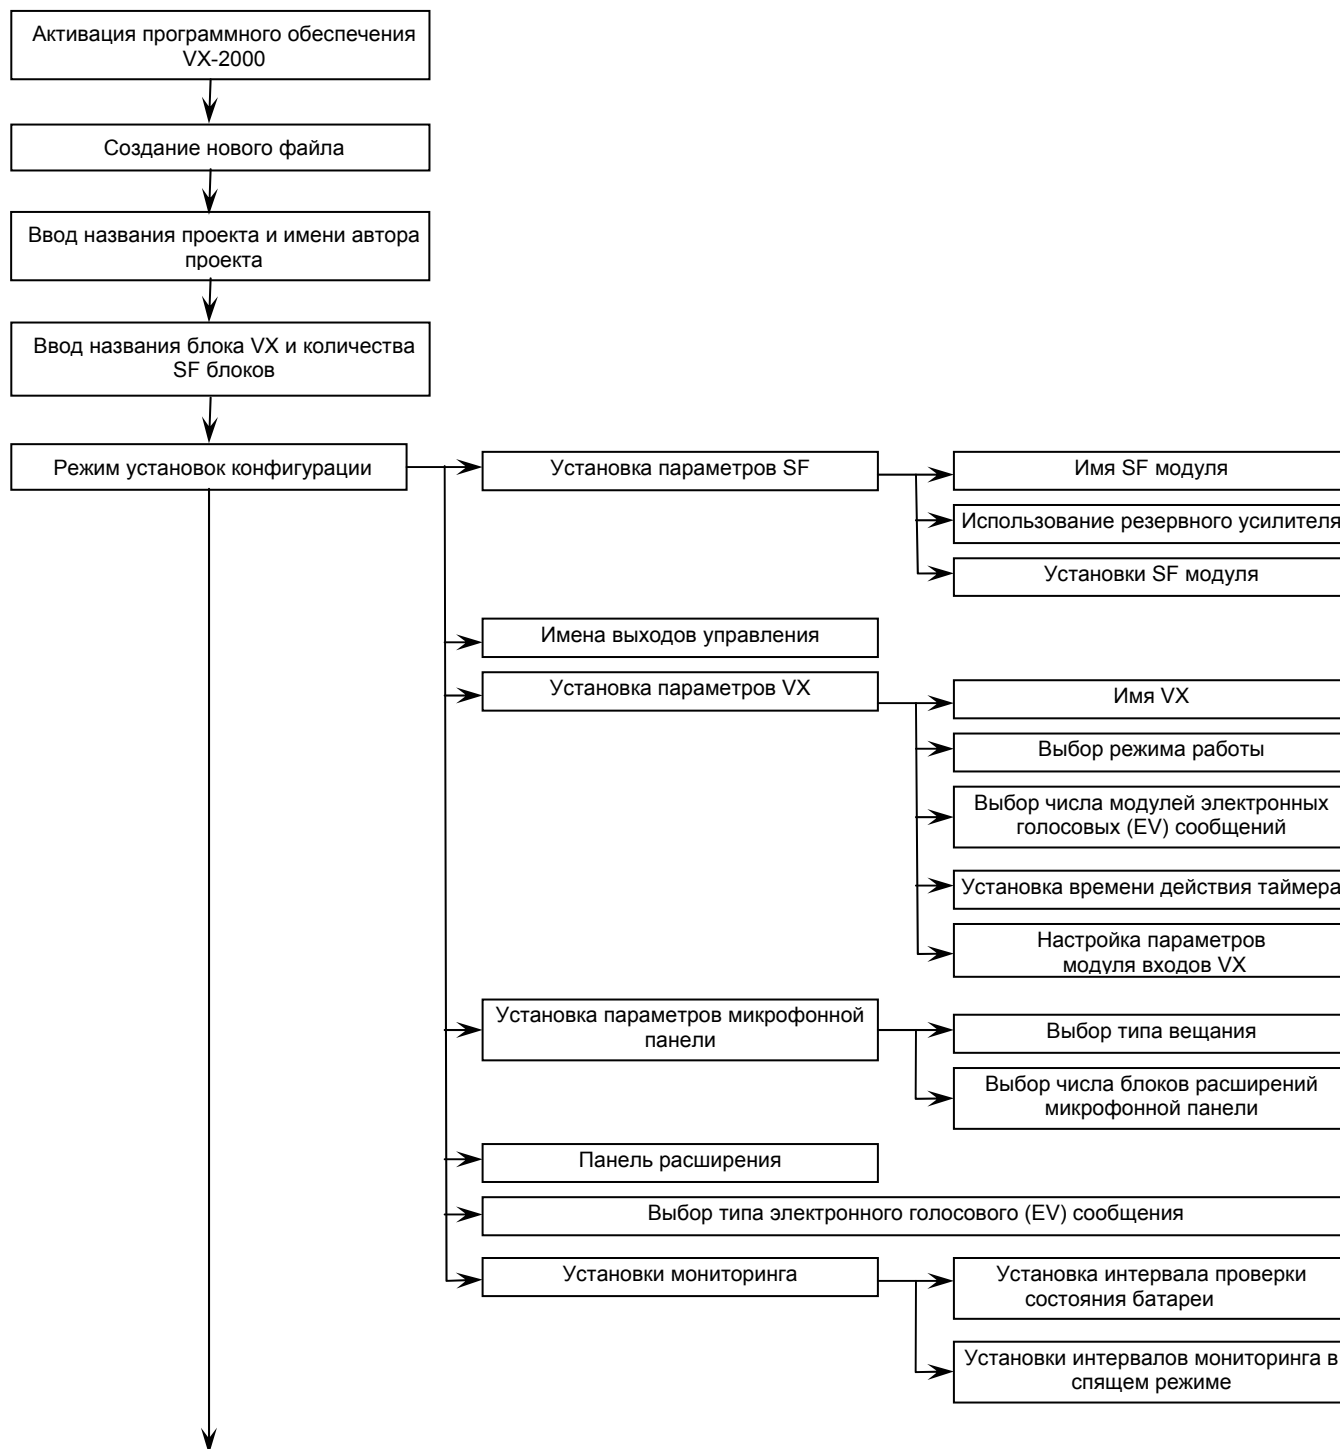 Активация программного обеспечения
VX-2000
Создание нового файла
Ввод названия проекта и имени автора
проекта
Ввод названия блока VX и количества
SF блоков
Режим установок конфигурации
Установка параметров SF
Имя SF модуля
Использование резервного усилителя
Установки SF модуля
Имена выходов управления
Установка параметров VX
Имя VX
Выбор режима работы
Выбор числа модулей электронных
голосовых (EV) сообщений
Установка времени действия таймера
Настройка параметров
модуля входов VX
Установка параметров микрофонной
панели
Выбор типа вещания
Выбор числа блоков расширений
микрофонной панели
Панель расширения
Выбор типа электронного голосового (EV) сообщения
Установки мониторинга
Установка интервала проверки
состояния батареи
Установки интервалов мониторинга в
спящем режиме